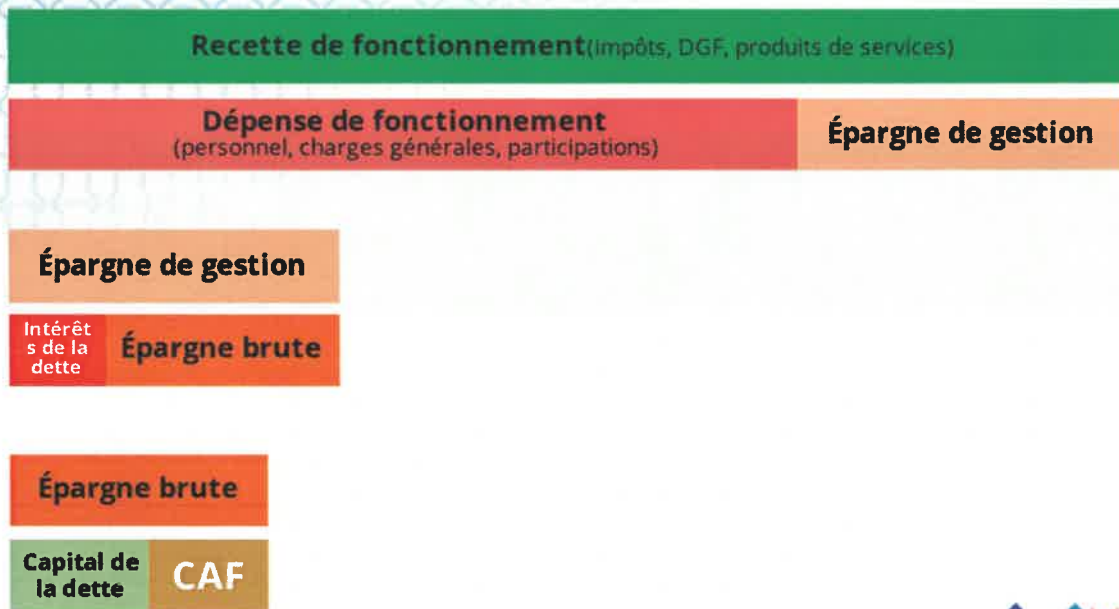 Recette de fonctionnement(impôts, DGF, produits de services)
Dépense de fonctionnement
(personnel, charges générales, participations)
Épargne de gestion
Épargne de gestion
Intérêt
s de la
dette
Épargne brute
Épargne brute
Capital de
la dette
CAF